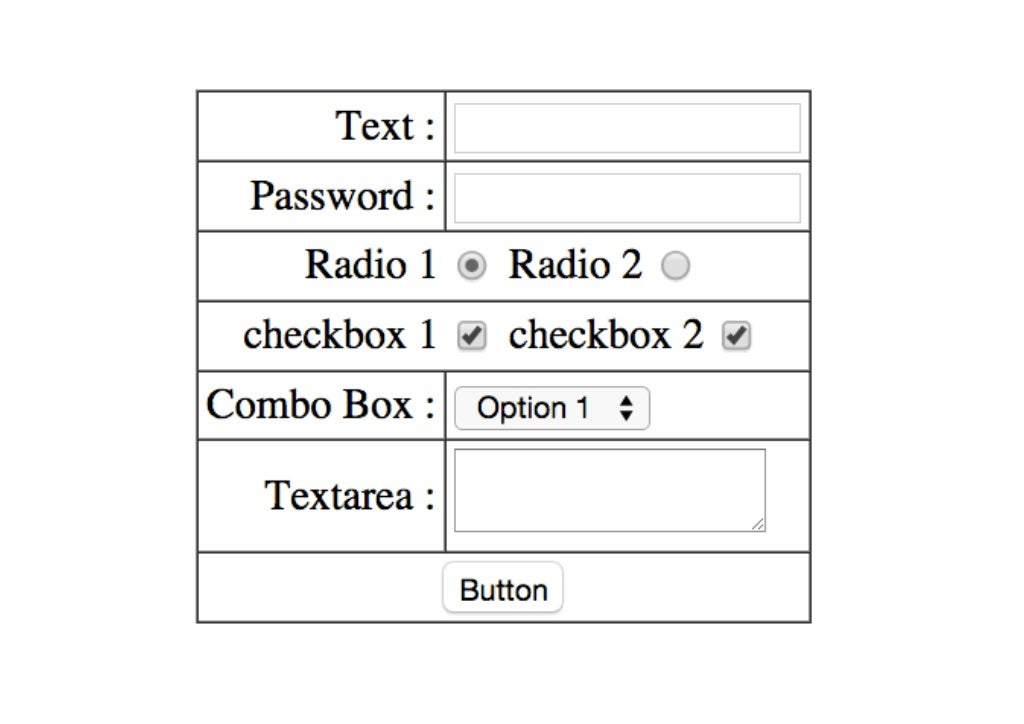 Text :
Password :
Radio 1 Radio 2
checkbox 1 checkbox 2
Combo Box : Option 1
Textarea :
Button